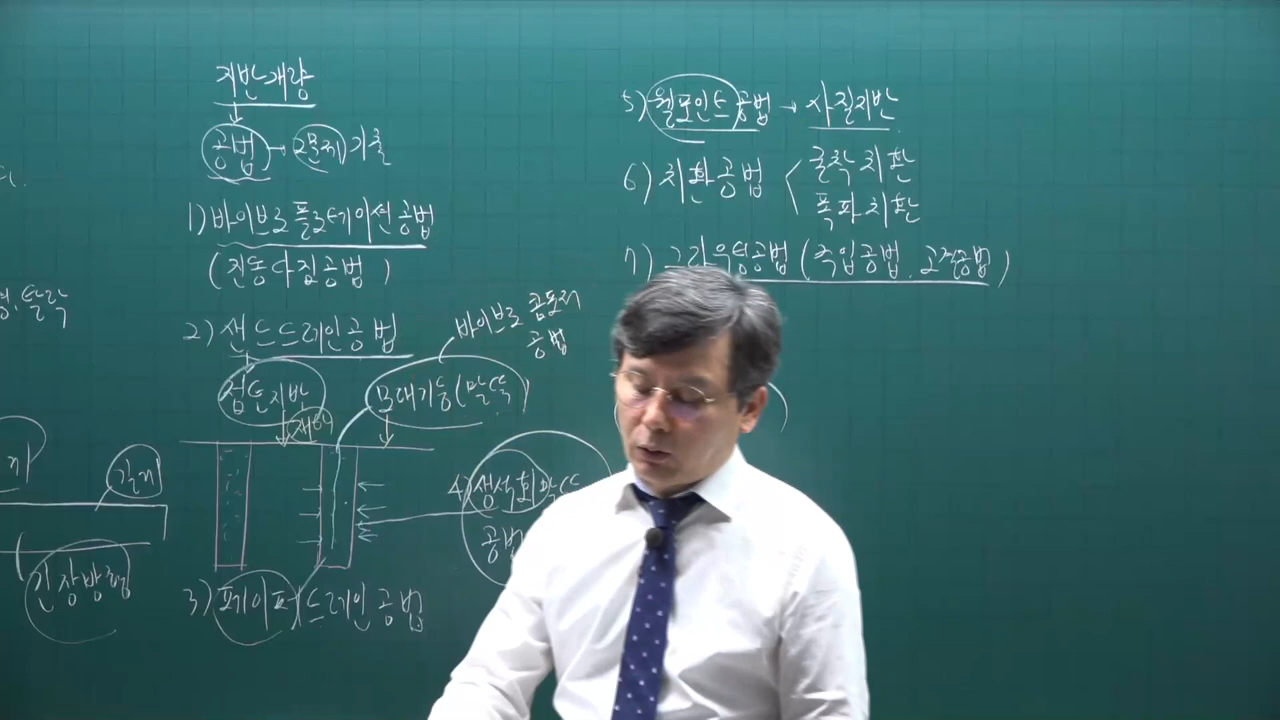 지반개량
공법 → 2문제 기출
1) 바이브로 플로테이션 공법
(진동다짐공법)
2) 샌드드레인 공법
바이브로 콤포저
공법
점토지반
모래기둥(말뚝)
3) 페이퍼드레인 공법
4) 생석회말뚝
공법
5) 웰포인트 공법 → 사질지반
6) 치환공법
굴착치환
폭파치환
7) 그라우팅공법 (주입공법, 고결공법)
탈락
긴장방법